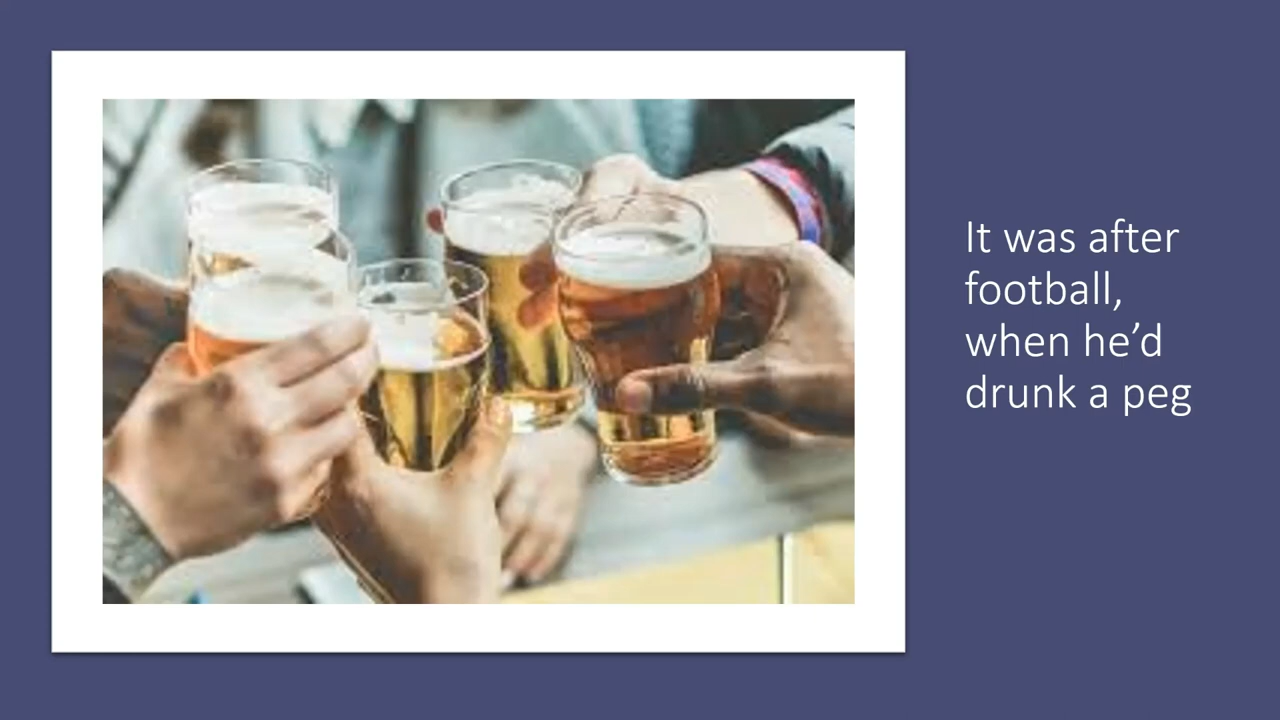 It was after
football,
when he’d
drunk a peg